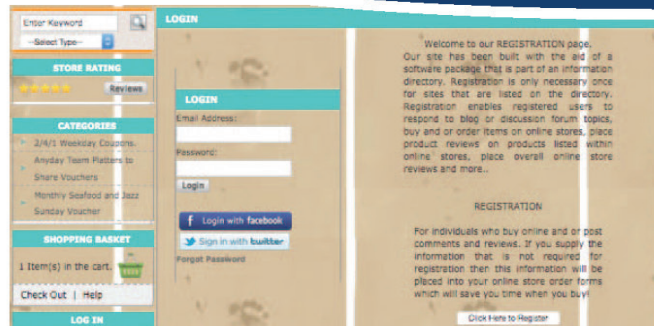 Enter Keyword
--Select Type--
STORE RATING
Reviews
CATEGORIES
2/4/1 Weekday Coupons.
Anyday Team Platters to
Share Vouchers
Monthly Seafood and Jazz
Sunday Voucher
SHOPPING BASKET
1 Item(s) in the cart.
Check Out | Help
LOG IN
LOGIN
LOGIN
Email Address:
Password:
Login
f Login with facebook
Sign in with twitter
Forgot Password
Welcome to our REGISTRATION page.
Our site has been built with the aid of a
software package that is part of an information
directory. Registration is only necessary once
for sites that are listed on the directory.
Registration enables registered users to
respond to blog or discussion forum topics,
buy and or order items on online stores, place
product reviews on products listed within
online stores, place overall online store
reviews and more..
REGISTRATION
For individuals who buy online and or post
comments and reviews. If you supply the
information that is not required for
registration then this information will be
placed into your online store order forms
which will save you time when you buy!
Click Here to Register